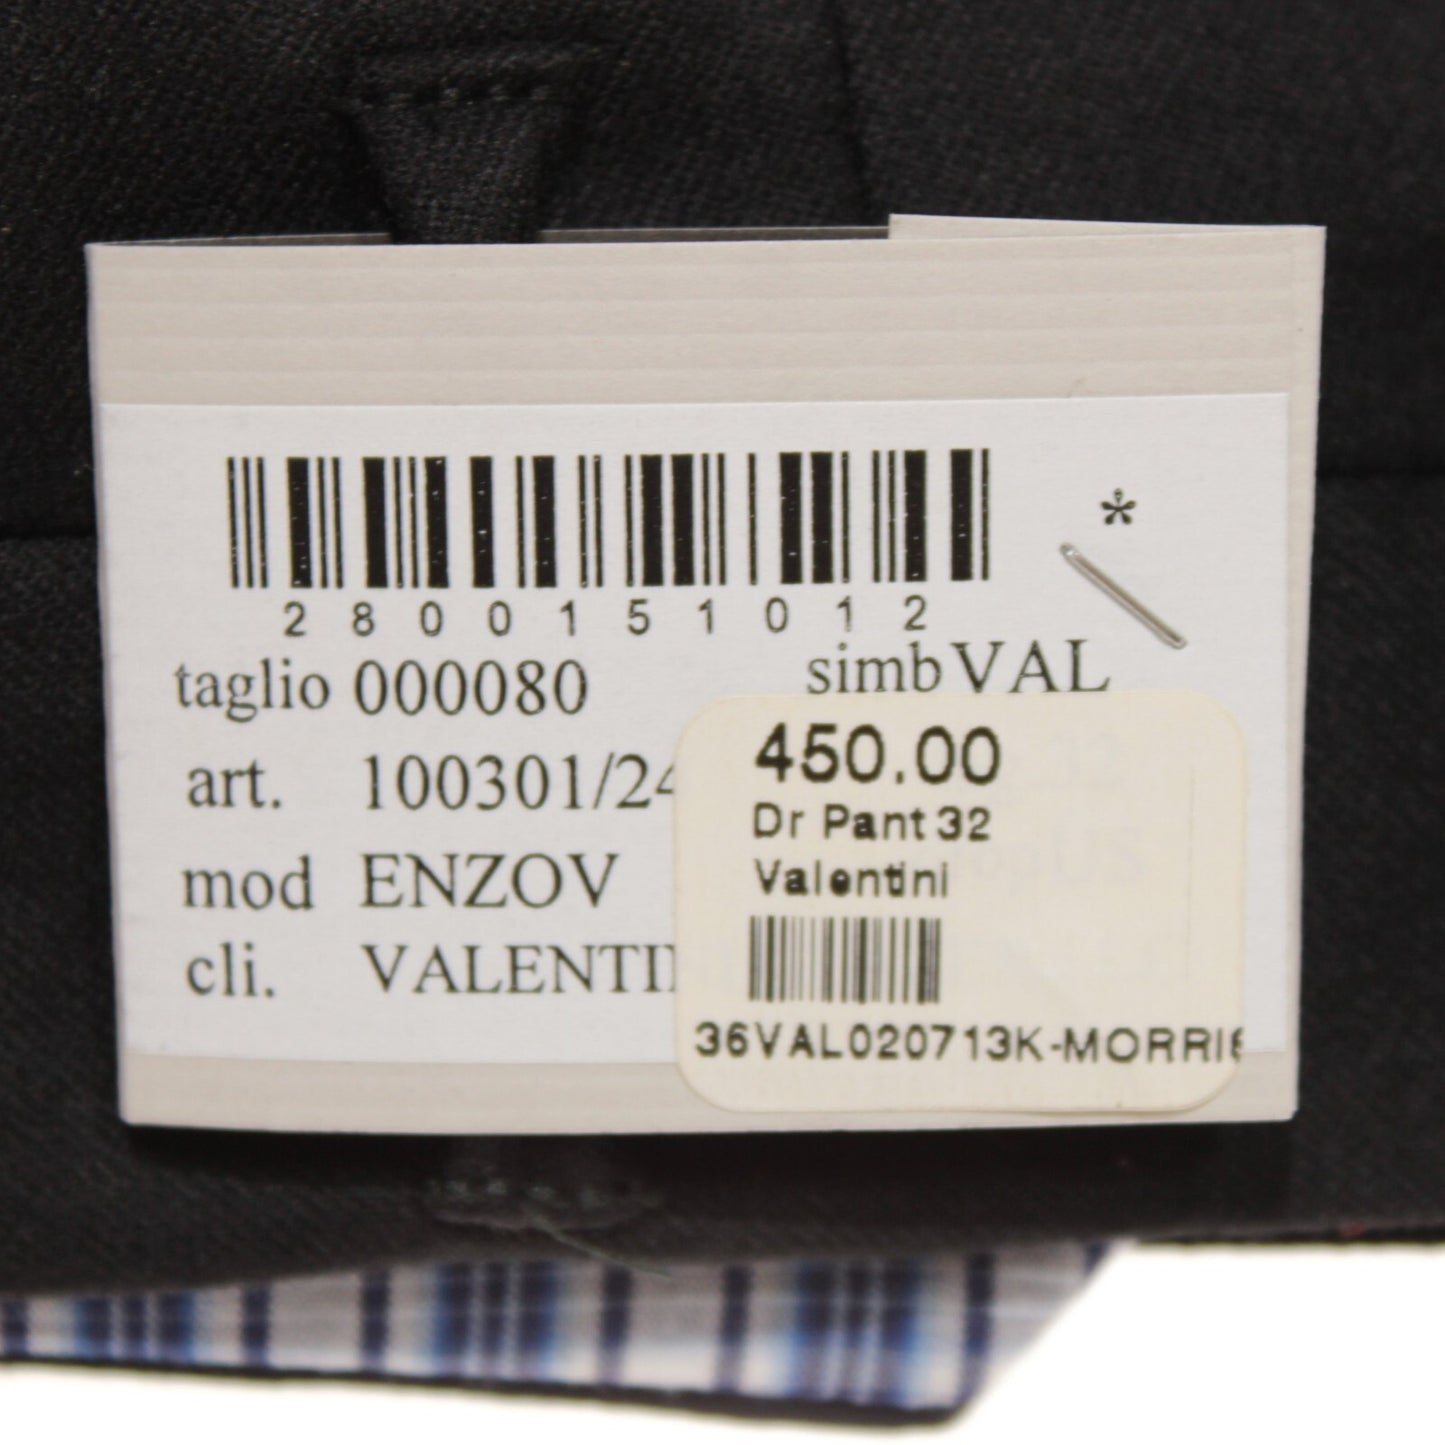 2800151012
taglio 000080 simb VAL
art. 100301/24
mod ENZOV
cli. VALENTI
450.00
Dr Pant 32
Valentini
36VAL020713K-MORRI